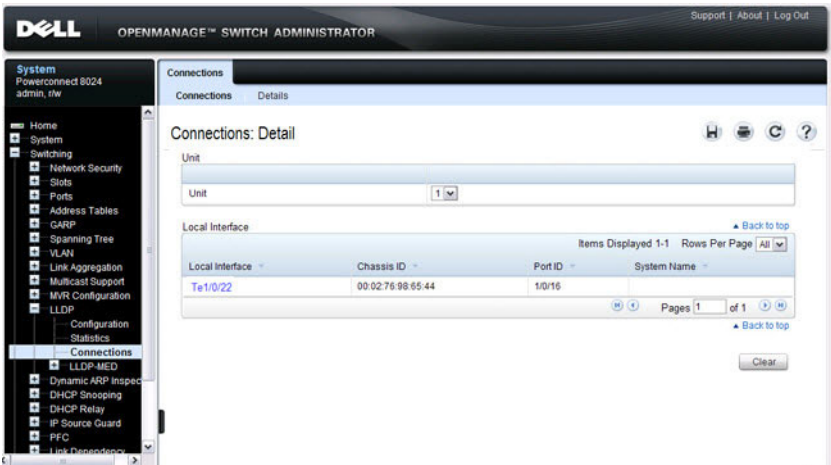 Support | About | Log Out
DELL OPENMANAGE™ SWITCH ADMINISTRATOR
System
Powerconnect 8024
admin, r/w
Home
System
Switching
Network Security
Slots
Ports
Address Tables
GARP
Spanning Tree
VLAN
Link Aggregation
Multicast Support
MVR Configuration
LLDP
Configuration
Statistics
Connections
LLDP-MED
Dynamic ARP Inspec
DHCP Snooping
DHCP Relay
IP Source Guard
PFC
Link Dependency
Connections
Connections Details
Connections: Detail
Unit
Unit 1
Local Interface Back to top
Items Displayed 1-1 Rows Per Page All
Local Interface Chassis ID Port ID System Name
Te1/0/22 00:02:76:98:65:44 1/0/16
Pages 1 of 1
Back to top
Clear